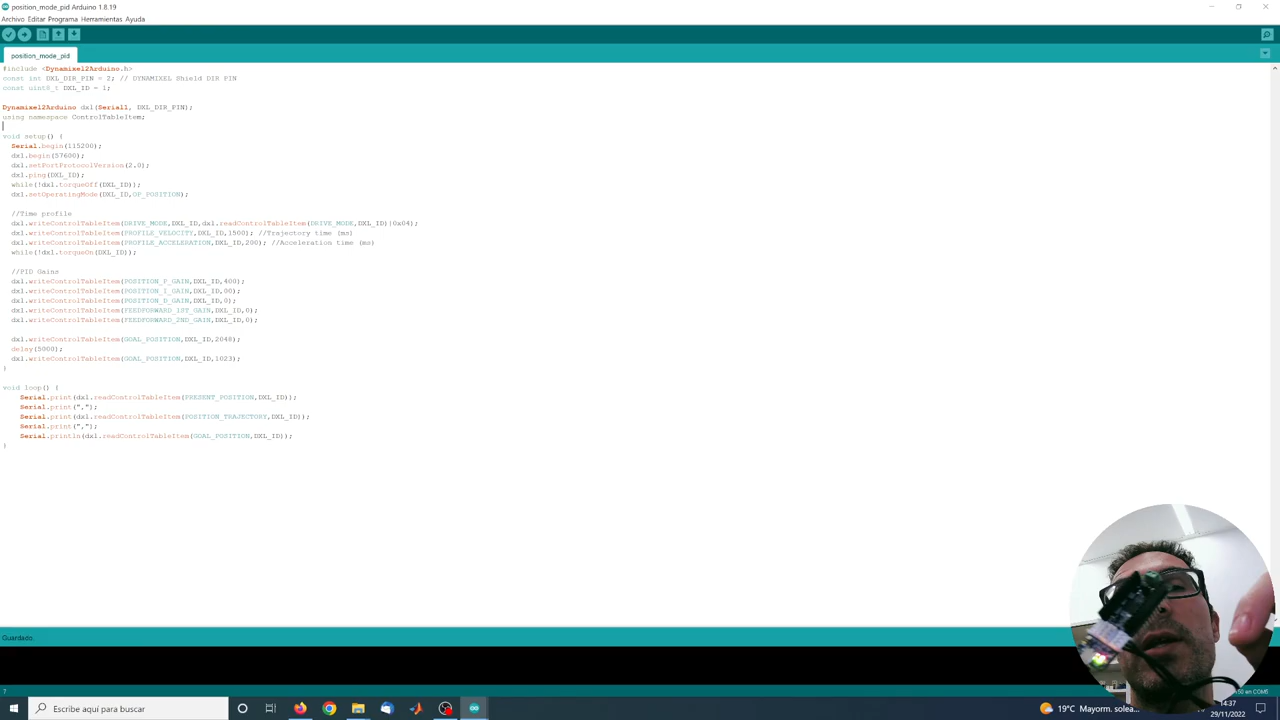 position_mode_pid Arduino 1.8.19
Archivo Editar Programa Herramientas Ayuda
position_mode_pid
#include <Dynamixel2Arduino.h>
const int DXL_DIR_PIN = 2; // DYNAMIXEL Shield DIR PIN
const uint8_t DXL_ID = 1;
Dynamixel2Arduino dxl(Serial1, DXL_DIR_PIN);
using namespace ControlTableItem;
void setup() {
Serial.begin(115200);
dxl.begin(57600);
dxl.setPortProtocolVersion(2.0);
dxl.ping(DXL_ID);
while(!dxl.torqueOff(DXL_ID));
dxl.setOperatingMode(DXL_ID,OP_POSITION);
//Time profile
dxl.writeControlTableItem(DRIVE_MODE,DXL_ID,dxl.readControlTableItem(DRIVE_MODE,DXL_ID)|0x04);
dxl.writeControlTableItem(PROFILE_VELOCITY,DXL_ID,1500); //Trajectory time (ms)
dxl.writeControlTableItem(PROFILE_ACCELERATION,DXL_ID,200); //Acceleration time (ms)
while(!dxl.torqueOn(DXL_ID));
//PID Gains
dxl.writeControlTableItem(POSITION_P_GAIN,DXL_ID,400);
dxl.writeControlTableItem(POSITION_I_GAIN,DXL_ID,00);
dxl.writeControlTableItem(POSITION_D_GAIN,DXL_ID,0);
dxl.writeControlTableItem(FEEDFORWARD_1ST_GAIN,DXL_ID,0);
dxl.writeControlTableItem(FEEDFORWARD_2ND_GAIN,DXL_ID,0);
dxl.writeControlTableItem(GOAL_POSITION,DXL_ID,2048);
delay(5000);
dxl.writeControlTableItem(GOAL_POSITION,DXL_ID,1023);
}
void loop() {
Serial.print(dxl.readControlTableItem(PRESENT_POSITION,DXL_ID));
Serial.print(",");
Serial.print(dxl.readControlTableItem(POSITION_TRAJECTORY,DXL_ID));
Serial.print(",");
Serial.println(dxl.readControlTableItem(GOAL_POSITION,DXL_ID));
}
Guardado.
7
en COM6
Escribe aquí para buscar
19°C Mayorm. solea...
14:37
29/11/2022